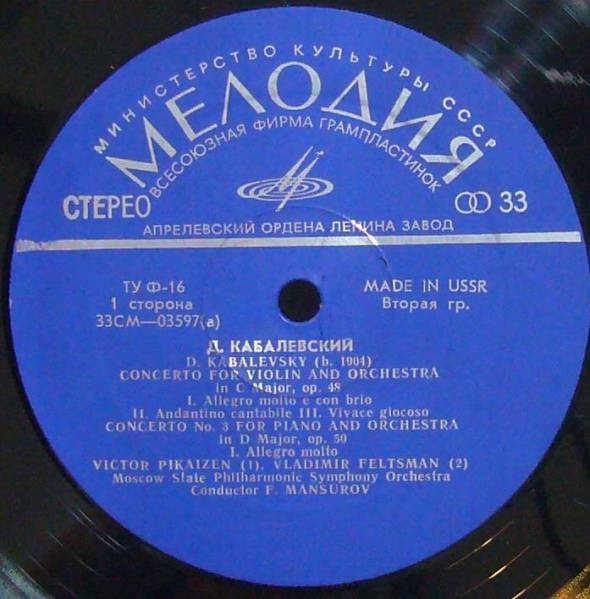 МИНИСТЕРСТВО КУЛЬТУРЫ СССР
МЕЛОДИЯ
ВСЕСОЮЗНАЯ ФИРМА ГРАМПЛАСТИНОК
СТЕРЕО
33
АПРЕЛЕВСКИЙ ОРДЕНА ЛЕНИНА ЗАВОД
ТУ Ф-16
MADE IN USSR
1 сторона
Вторая гр.
33СМ—03597(а)
Д. КАБАЛЕВСКИЙ
D. KABALEVSKY (b. 1904)
CONCERTO FOR VIOLIN AND ORCHESTRA
in C Major, op. 48
I. Allegro molto e con brio
II. Andantino cantabile III. Vivace giocoso
CONCERTO No. 3 FOR PIANO AND ORCHESTRA
in D Major, op. 50
I. Allegro molto
VICTOR PIKAIZEN (1), VLADIMIR FELTSMAN (2)
Moscow State Philharmonic Symphony Orchestra
Conductor F. MANSUROV